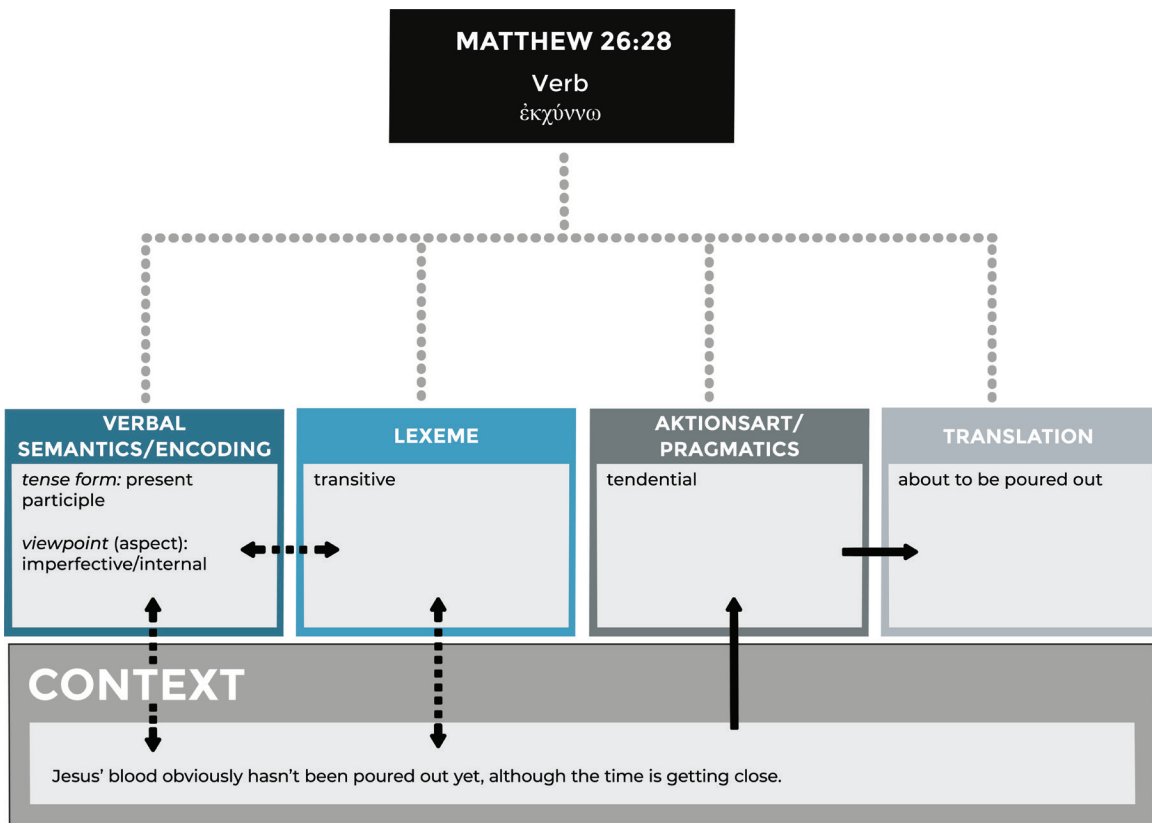 MATTHEW 26:28
Verb
ἐκχύννω
VERBAL
SEMANTICS/ENCODING
tense form: present
participle
viewpoint (aspect):
imperfective/internal
LEXEME
transitive
AKTIONSART/
PRAGMATICS
tendential
TRANSLATION
about to be poured out
CONTEXT
Jesus’ blood obviously hasn’t been poured out yet, although the time is getting close.